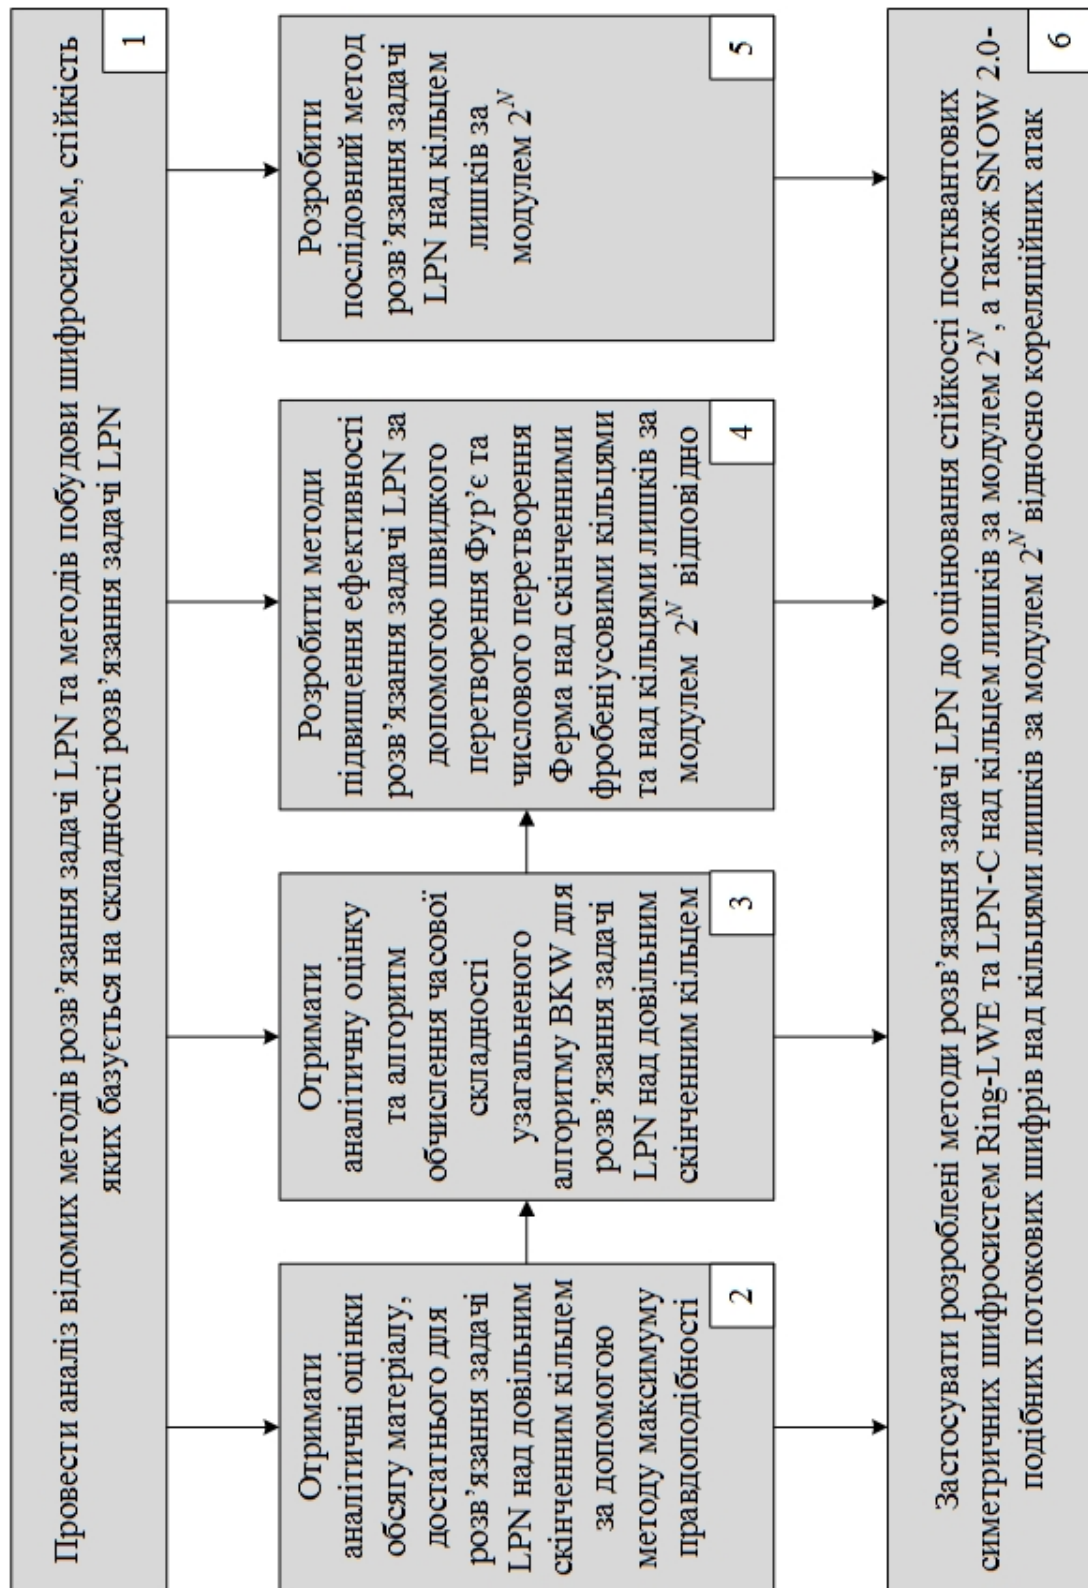 Провести аналіз відомих методів розв’язання задачі LPN та методів побудови шифросистем, стійкість
яких базується на складності розв’язання задачі LPN
1
Отримати
аналітичні оцінки
обсягу матеріалу,
достатнього для
розв’язання задачі
LPN над довільним
скінченним кільцем
за допомогою
методу максимуму
правдоподібності
2
Отримати
аналітичну оцінку
та алгоритм
обчислення часової
складності
узагальненого
алгоритму BKW для
розв’язання задачі
LPN над довільним
скінченним кільцем
3
Розробити методи
підвищення ефективності
розв’язання задачі LPN за
допомогою швидкого
перетворення Фур’є та
числового перетворення
Ферма над скінченними
фробеніусовими кільцями
та над кільцями лишків за
модулем 2^N відповідно
4
Розробити
послідовний метод
розв’язання задачі
LPN над кільцем
лишків за
модулем 2^N
5
Застосувати розроблені методи розв’язання задачі LPN до оцінювання стійкості постквантових
симетричних шифросистем Ring-LWE та LPN-C над кільцем лишків за модулем 2^N, а також SNOW 2.0-
подібних потокових шифрів над кільцями лишків за модулем 2^N відносно кореляційних атак
6